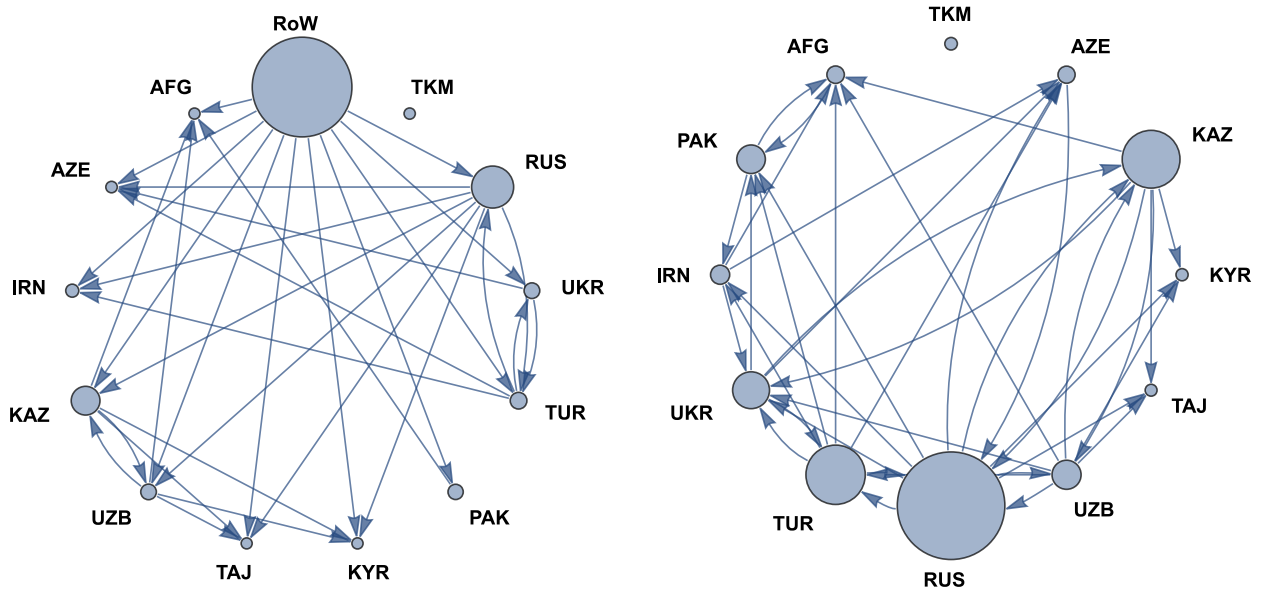 RoW
AFG
TKM
AZE
RUS
IRN
UKR
KAZ
TUR
UZB
PAK
TAJ
KYR
TKM
AFG
AZE
PAK
KAZ
IRN
KYR
UKR
TAJ
TUR
UZB
RUS